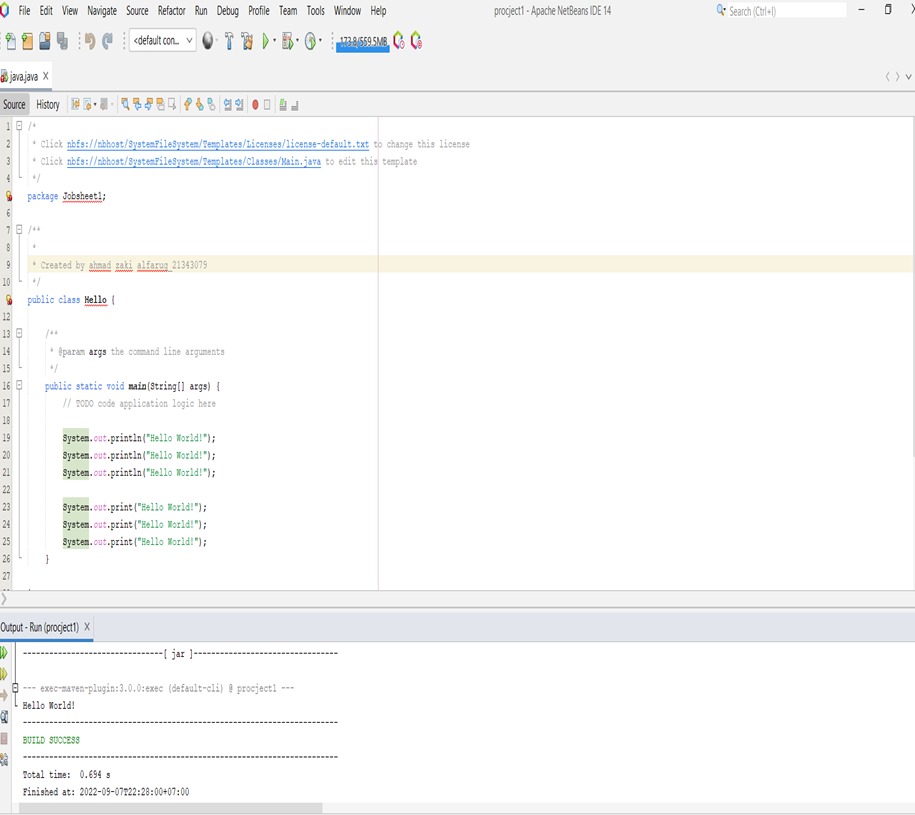 File Edit View Navigate Source Refactor Run Debug Profile Team Tools Window Help procject1 - Apache NetBeans IDE 14 Search (Ctrl+I)
<default con... 173.8/559.5MB
java.java X
Source History
1 /*
2 * Click nbfs://nbhost/SystemFileSystem/Templates/Licenses/license-default.txt to change this license
3 * Click nbfs://nbhost/SystemFileSystem/Templates/Classes/Main.java to edit this template
4 */
package Jobsheet1;
6
7 /**
8 *
9 * Created by ahmad zaki alfaruq_21343079
10 */
public class Hello {
12
13 /**
14 * @param args the command line arguments
15 */
16 public static void main(String[] args) {
17 // TODO code application logic here
18
19 System.out.println("Hello World!");
20 System.out.println("Hello World!");
21 System.out.println("Hello World!");
22
23 System.out.print("Hello World!");
24 System.out.print("Hello World!");
25 System.out.print("Hello World!");
26 }
27
Output - Run (procject1) X
--------------------------------[ jar ]---------------------------------
--- exec-maven-plugin:3.0.0:exec (default-cli) @ procject1 ---
Hello World!
------------------------------------------------------------------------
BUILD SUCCESS
------------------------------------------------------------------------
Total time: 0.694 s
Finished at: 2022-09-07T22:28:00+07:00